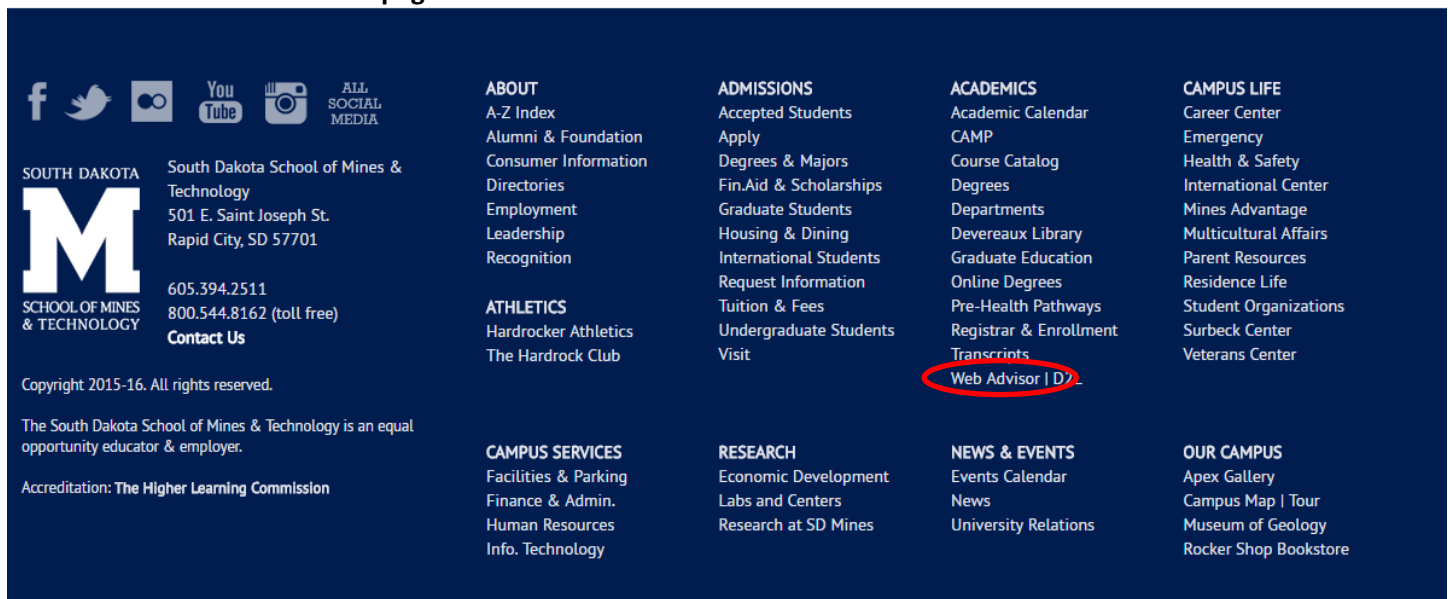 You
Tube
ALL
SOCIAL
MEDIA
SOUTH DAKOTA
M
SCHOOL OF MINES
& TECHNOLOGY
South Dakota School of Mines &
Technology
501 E. Saint Joseph St.
Rapid City, SD 57701
605.394.2511
800.544.8162 (toll free)
Contact Us
Copyright 2015-16. All rights reserved.
The South Dakota School of Mines & Technology is an equal
opportunity educator & employer.
Accreditation: The Higher Learning Commission
ABOUT
A-Z Index
Alumni & Foundation
Consumer Information
Directories
Employment
Leadership
Recognition
ATHLETICS
Hardrocker Athletics
The Hardrock Club
ADMISSIONS
Accepted Students
Apply
Degrees & Majors
Fin.Aid & Scholarships
Graduate Students
Housing & Dining
International Students
Request Information
Tuition & Fees
Undergraduate Students
Visit
ACADEMICS
Academic Calendar
CAMP
Course Catalog
Degrees
Departments
Devereaux Library
Graduate Education
Online Degrees
Pre-Health Pathways
Registrar & Enrollment
Transcripts
Web Advisor | D2L
CAMPUS LIFE
Career Center
Emergency
Health & Safety
International Center
Mines Advantage
Multicultural Affairs
Parent Resources
Residence Life
Student Organizations
Surbeck Center
Veterans Center
CAMPUS SERVICES
Facilities & Parking
Finance & Admin.
Human Resources
Info. Technology
RESEARCH
Economic Development
Labs and Centers
Research at SD Mines
NEWS & EVENTS
Events Calendar
News
University Relations
OUR CAMPUS
Apex Gallery
Campus Map | Tour
Museum of Geology
Rocker Shop Bookstore